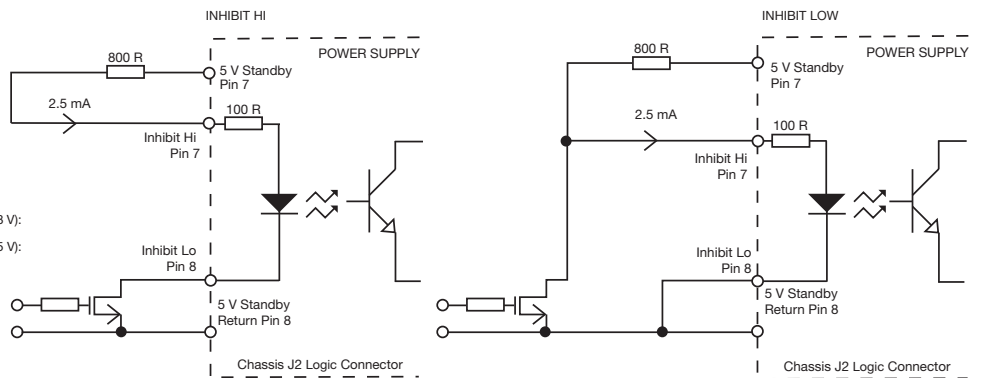 INHIBIT HI
POWER SUPPLY
800 R
5 V Standby
Pin 7
2.5 mA
100 R
Inhibit Hi
Pin 7
V):
V):
Inhibit Lo
Pin 8
5 V Standby
Return Pin 8
Chassis J2 Logic Connector
INHIBIT LOW
POWER SUPPLY
800 R
5 V Standby
Pin 7
2.5 mA
100 R
Inhibit Hi
Pin 7
Inhibit Lo
Pin 8
5 V Standby
Return Pin 8
Chassis J2 Logic Connector